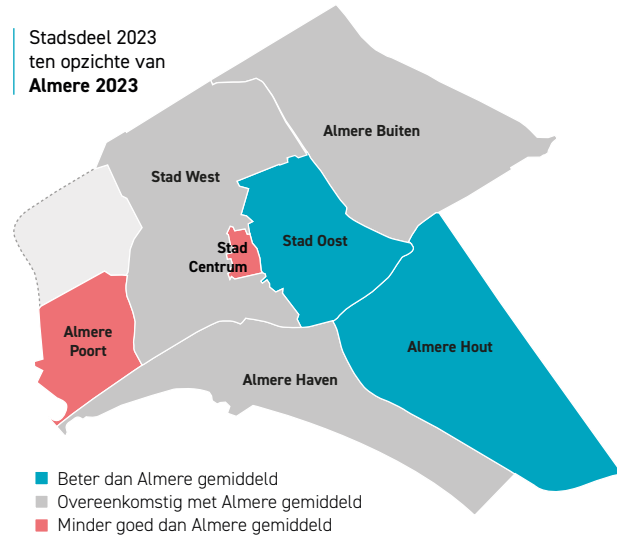 Stadsdeel 2023
ten opzichte van
Almere 2023
Almere Buiten
Stad West
Stad Oost
Stad
Centrum
Almere
Poort
Almere Hout
Almere Haven
Beter dan Almere gemiddeld
Overeenkomstig met Almere gemiddeld
Minder goed dan Almere gemiddeld